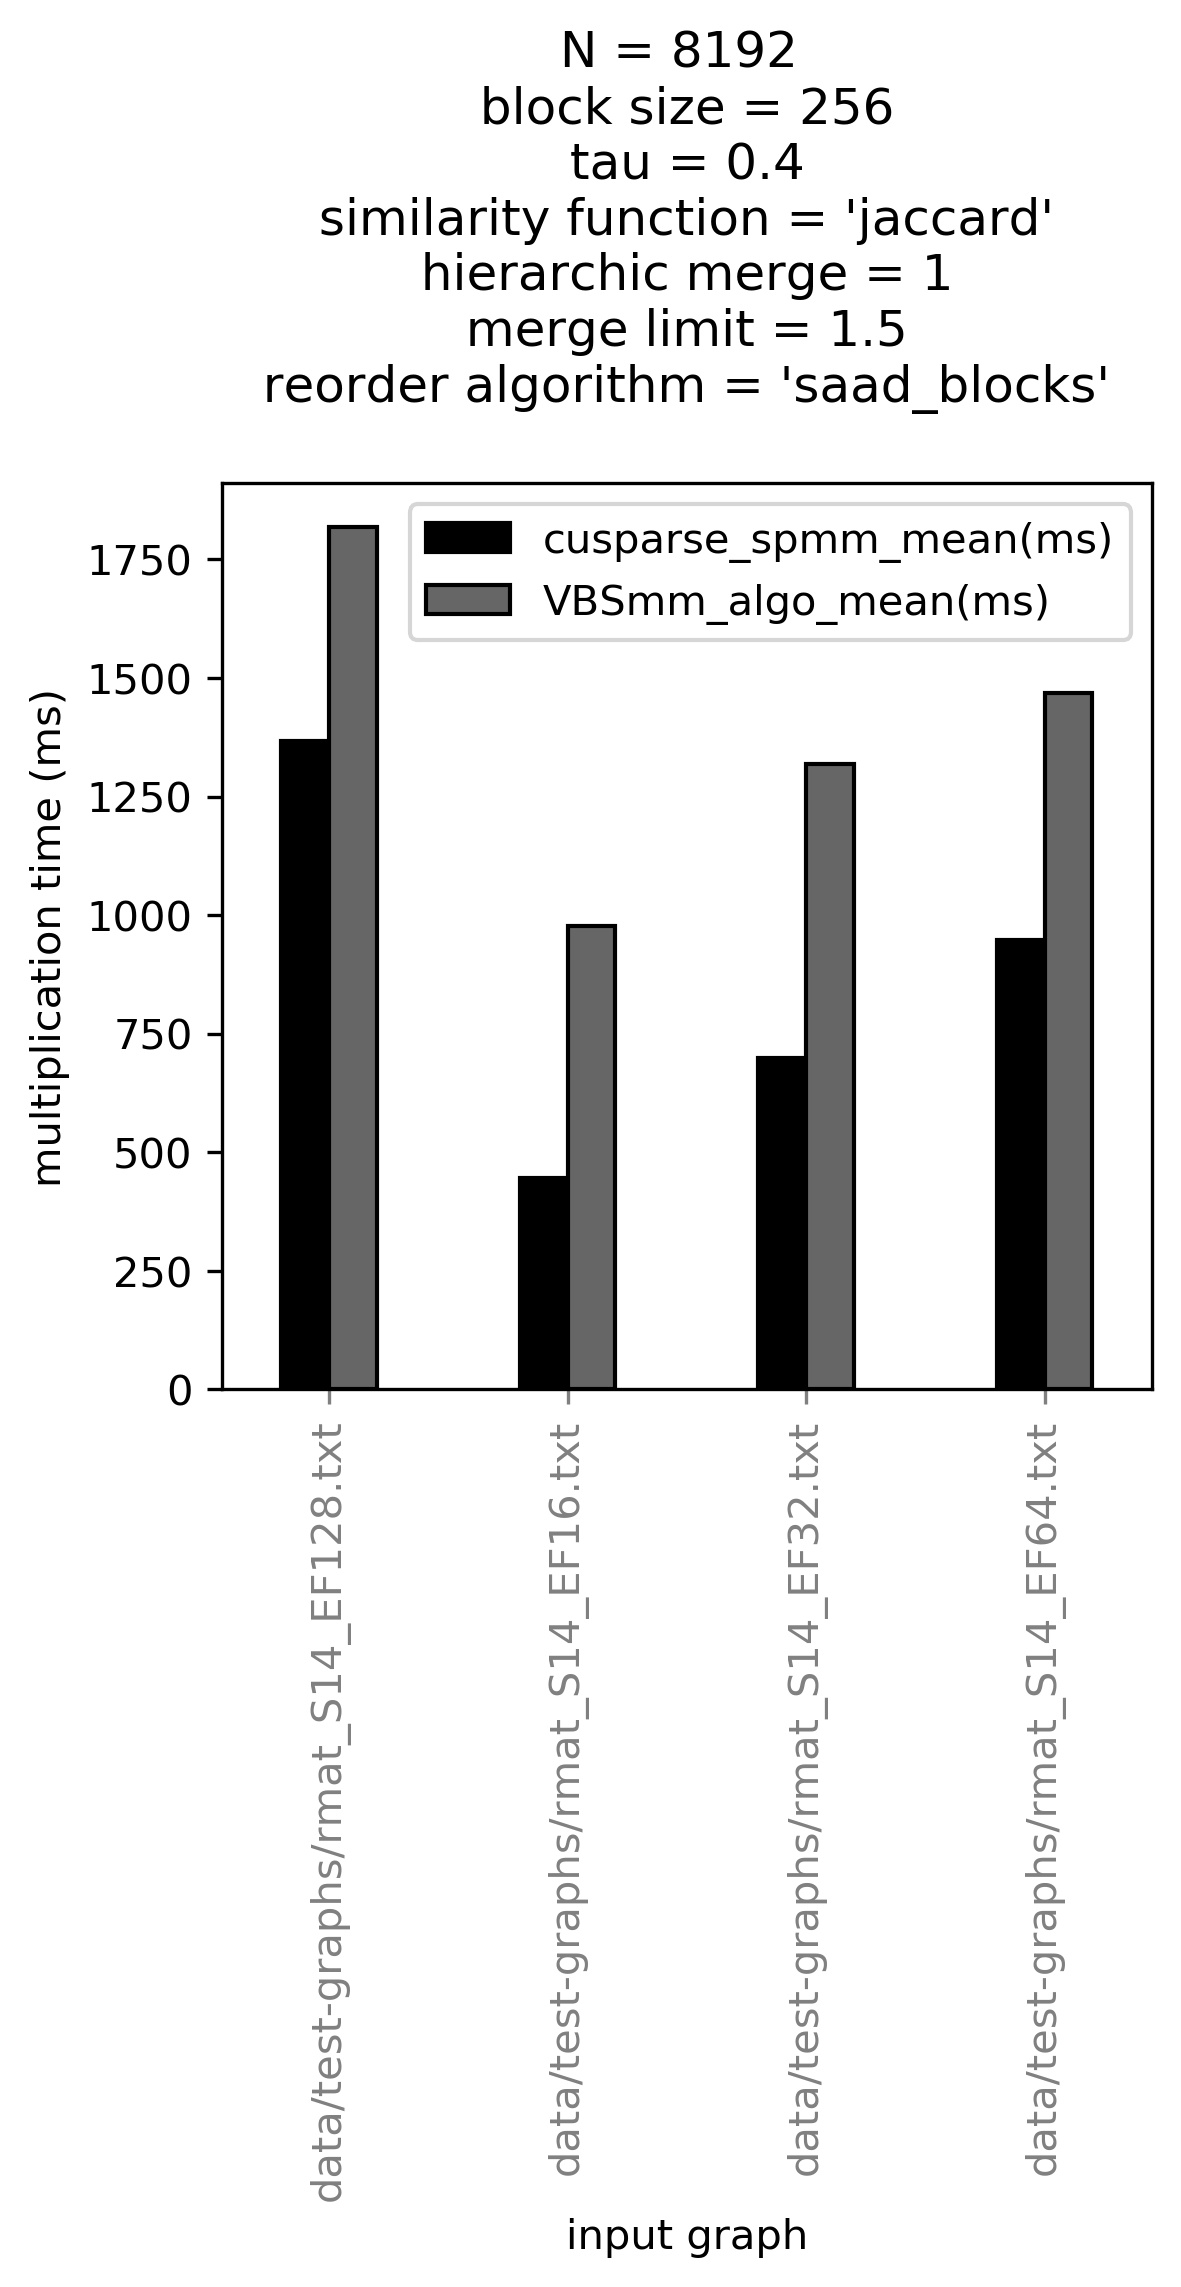 N = 8192
block size = 256
tau = 0.4
similarity function = 'jaccard'
hierarchic merge = 1
merge limit = 1.5
reorder algorithm = 'saad_blocks'
cusparse_spmm_mean(ms)
VBSmm_algo_mean(ms)
multiplication time (ms)
1750
1500
1250
1000
750
500
250
0
data/test-graphs/rmat_S14_EF128.txt
data/test-graphs/rmat_S14_EF16.txt
data/test-graphs/rmat_S14_EF32.txt
data/test-graphs/rmat_S14_EF64.txt
input graph